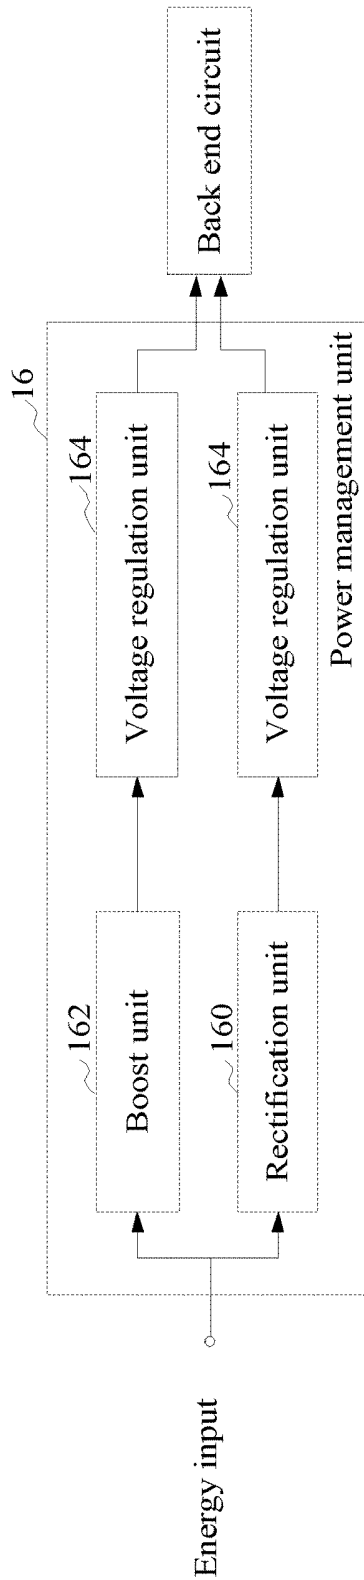 Energy input
16
162
Boost unit
164
Voltage regulation unit
160
Rectification unit
164
Voltage regulation unit
Power management unit
Back end circuit